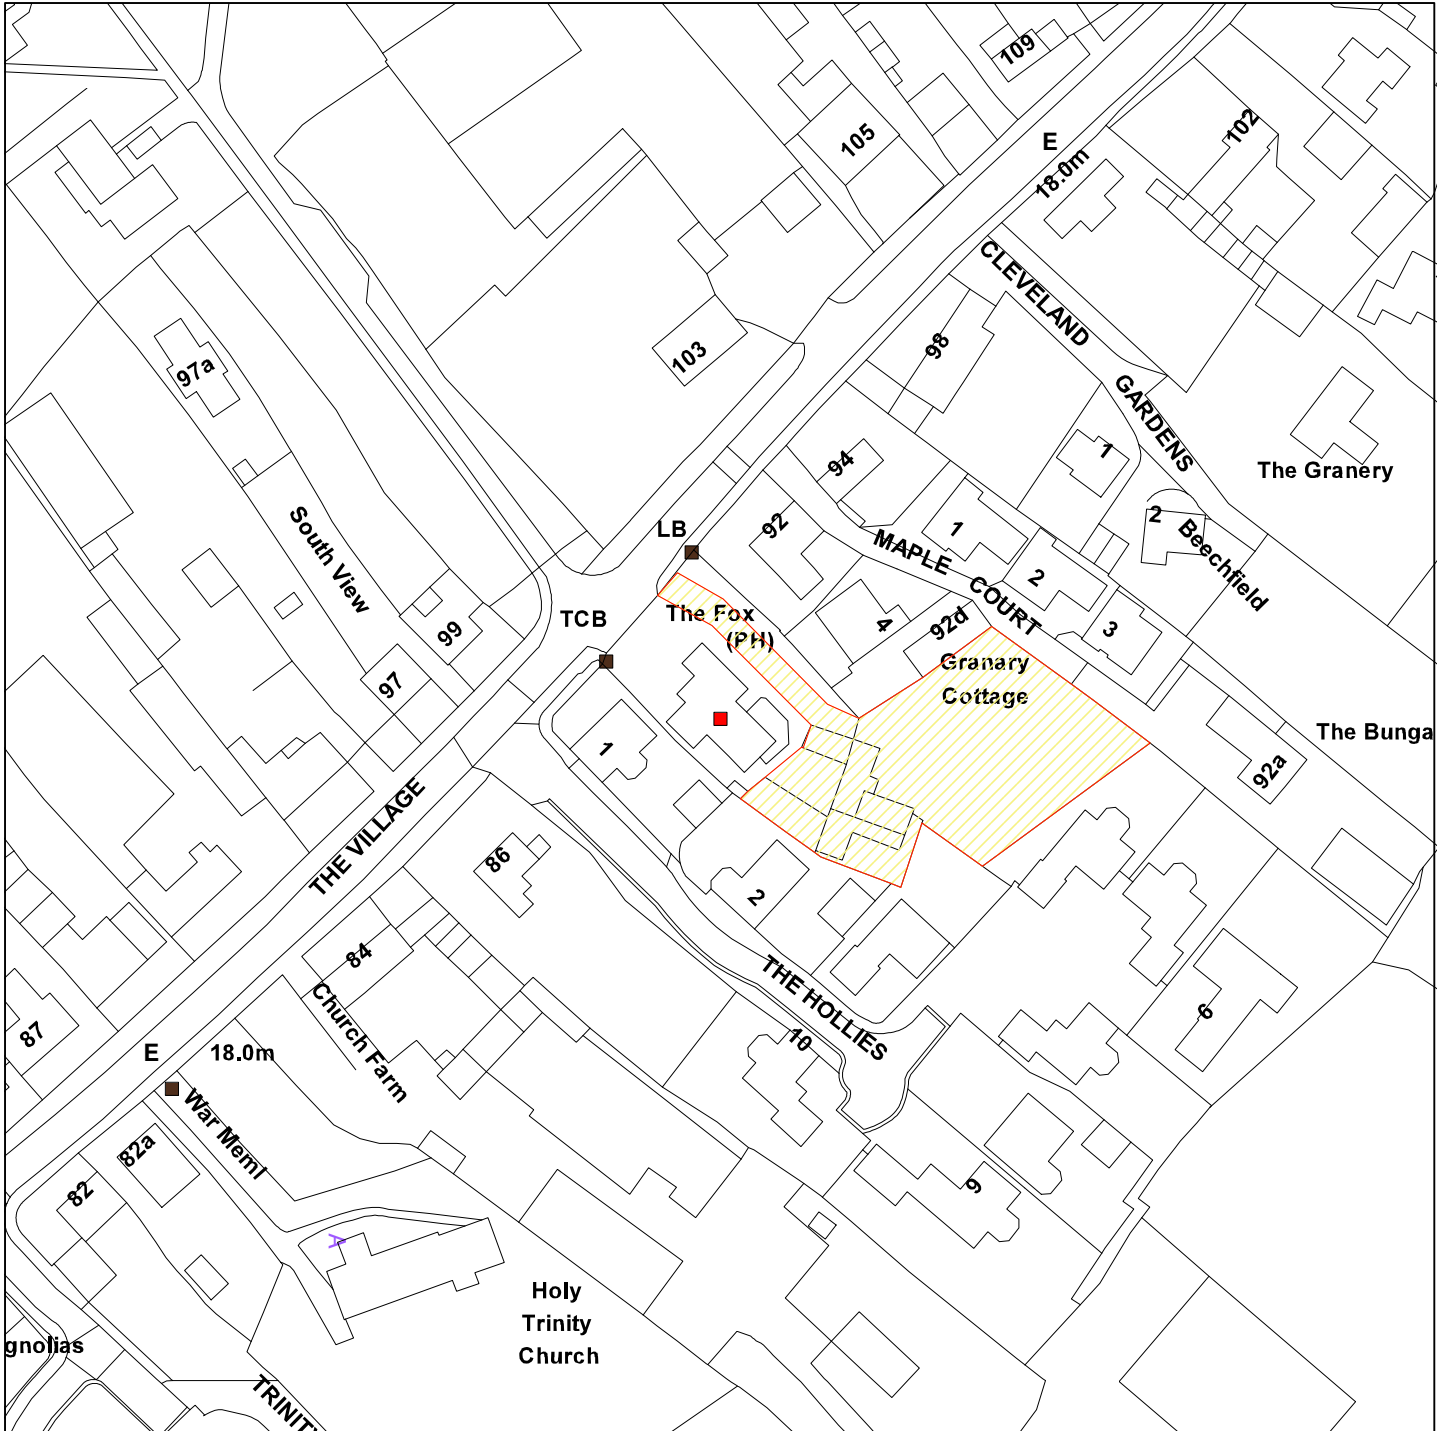 109
102
105
E
18.0m
CLEVELAND
103
98
97a
GARDENS
1
The Granery
94
2
Beechfield
South View
LB
92
1
MAPLE
COURT
2
TCB
The Fox
(PH)
4
92d
3
99
Granary
Cottage
97
The Bunga
1
92a
THE VILLAGE
86
2
84
THE HOLLIES
Church Farm
6
87
10
E
18.0m
War Meml
82a
82
9
A
Holy
Trinity
Church
gnolias
TRINIT